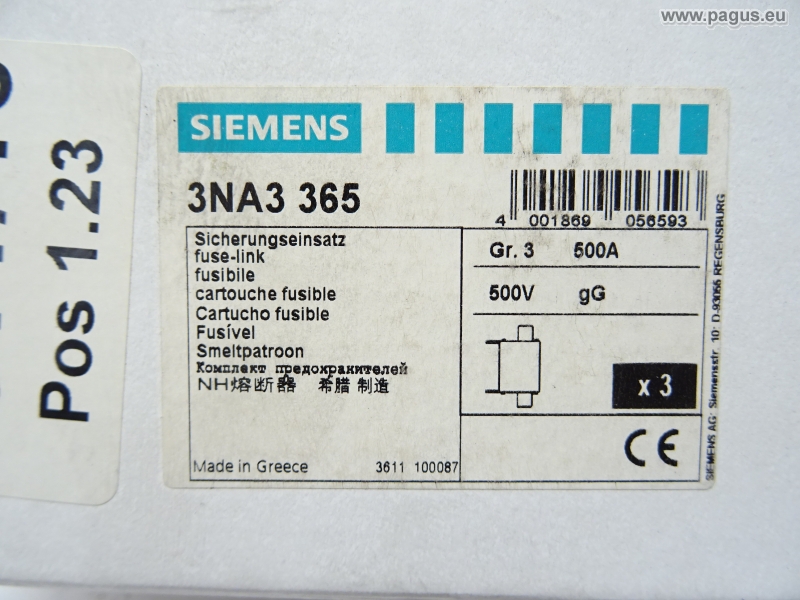 www.pagus.eu
Pos 1.23
SIEMENS
3NA3 365
4 001869 056593
Sicherungseinsatz
fuse-link
fusibile
cartouche fusible
Cartucho fusible
Fusível
Smeltpatroon
Комплект предохранителей
NH熔断器 希腊 制造
Made in Greece 3611 100087
Gr. 3 500A
500V gG
x 3
CE
SIEMENS AG: Siemensstr. 10: D-93055 REGENSBURG